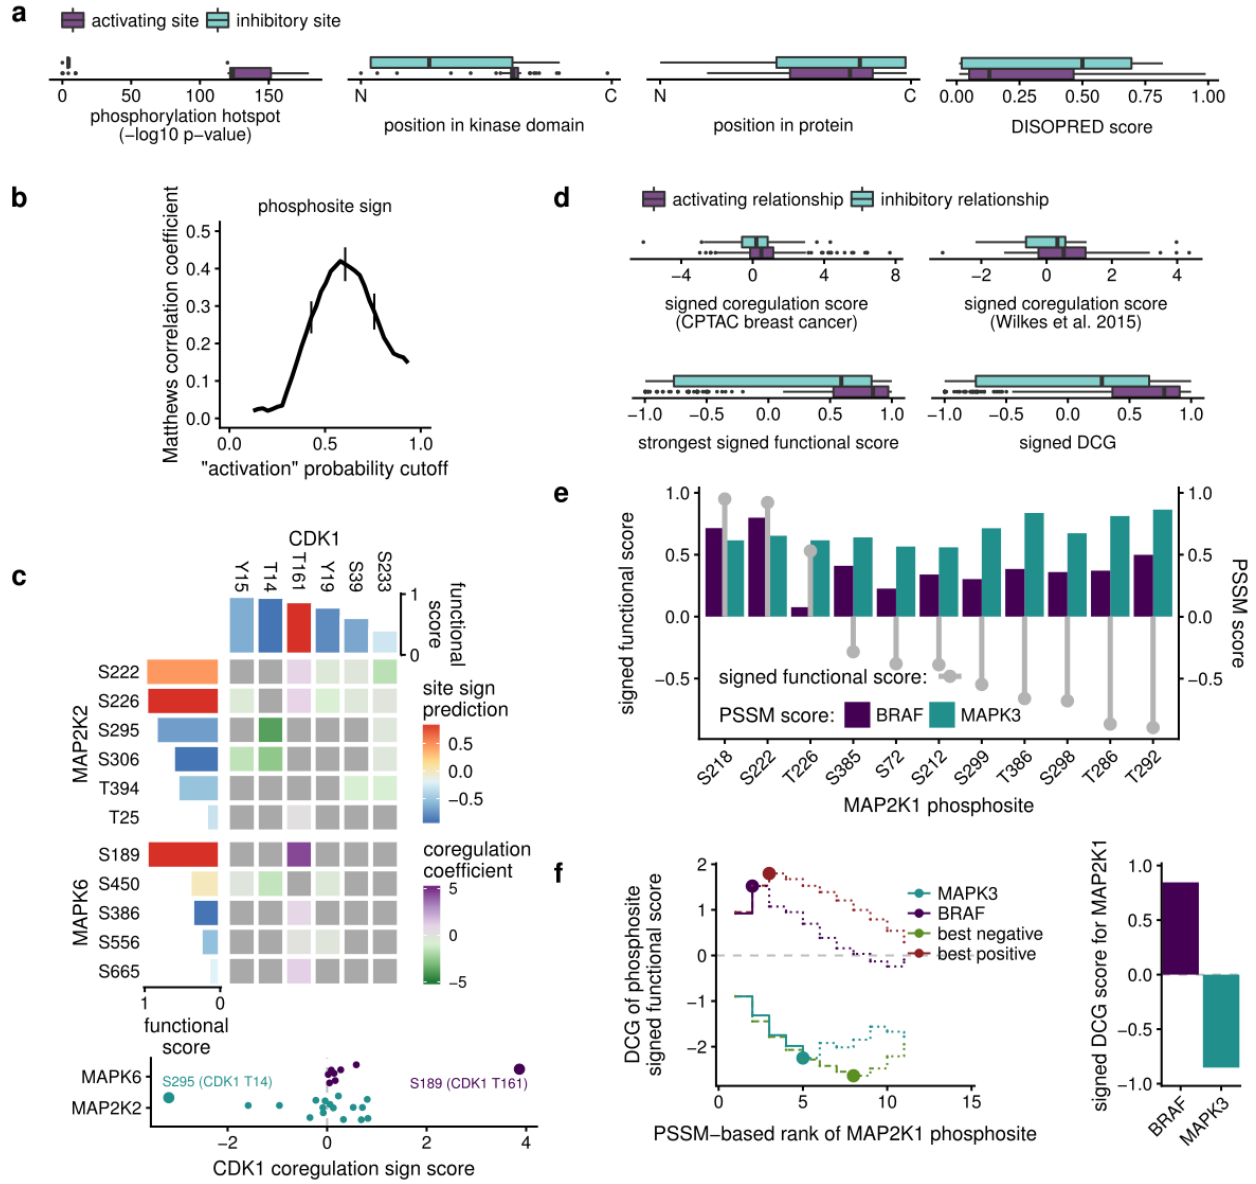 a
activating site inhibitory site
0 50 100 150
phosphorylation hotspot
(−log10 p−value)
N C
position in kinase domain
N C
position in protein
0.00 0.25 0.50 0.75 1.00
DISOPRED score
b
phosphosite sign
Matthews correlation coefficient
0.5
0.4
0.3
0.2
0.1
0.0
0.0 0.5 1.0
"activation" probability cutoff
c
CDK1
Y15 T14 T161 Y19 S39 S233
1
0
functional
score
MAP2K2
S222
S226
S295
S306
T394
T25
MAPK6
S189
S450
S386
S556
S665
1 0
functional
score
site sign
prediction
0.5
0.0
−0.5
coregulation
coefficient
5
0
−5
MAPK6
MAP2K2
S295 (CDK1 T14)
S189 (CDK1 T161)
−2 0 2 4
CDK1 coregulation sign score
d
activating relationship inhibitory relationship
−4 0 4 8
signed coregulation score
(CPTAC breast cancer)
−2 0 2 4
signed coregulation score
(Wilkes et al. 2015)
−1.0 −0.5 0.0 0.5 1.0
strongest signed functional score
−1.0 −0.5 0.0 0.5 1.0
signed DCG
e
signed functional score
1.0
0.5
0.0
−0.5
PSSM score
1.0
0.5
0.0
−0.5
signed functional score:
PSSM score: BRAF MAPK3
S218 S222 T226 S385 S72 S212 S299 T386 S298 T286 T292
MAP2K1 phosphosite
f
DCG of phosphosite
signed functional score
2
1
0
−1
−2
MAPK3
BRAF
best negative
best positive
0 5 10 15
PSSM−based rank of MAP2K1 phosphosite
signed DCG score for MAP2K1
1.0
0.5
0.0
−0.5
−1.0
BRAF MAPK3